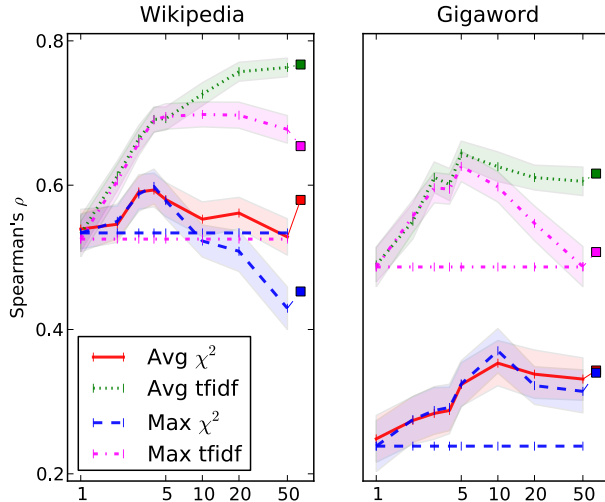 Wikipedia
Gigaword
Spearman's ρ
0.8
0.6
0.4
0.2
Avg χ²
Avg tfidf
Max χ²
Max tfidf
1 5 10 20 50
1 5 10 20 50